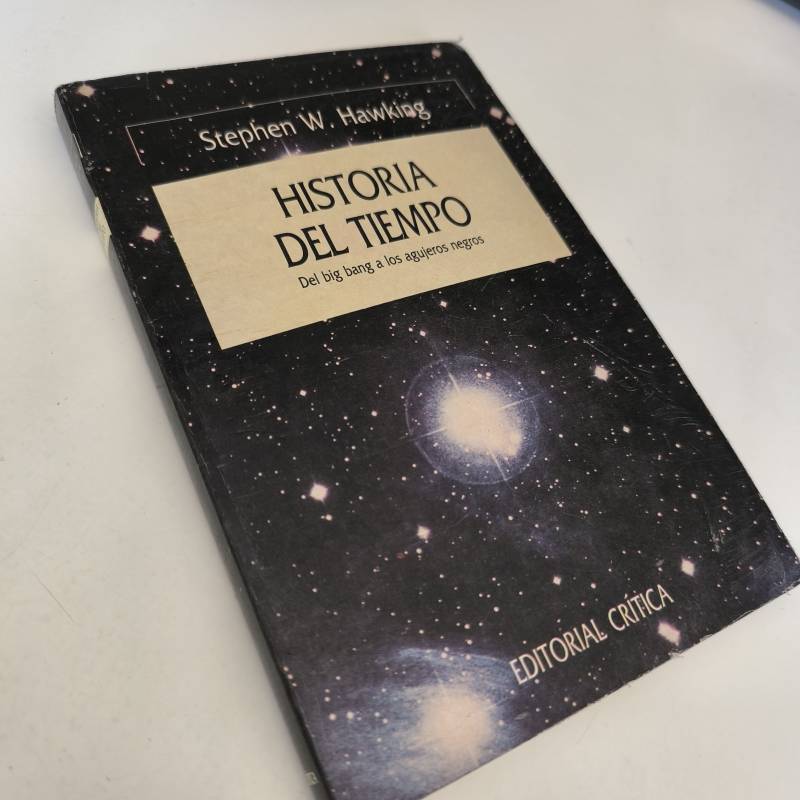 Stephen W. Hawking
HISTORIA
DEL TIEMPO
Del big bang a los agujeros negros
EDITORIAL CRÍTICA